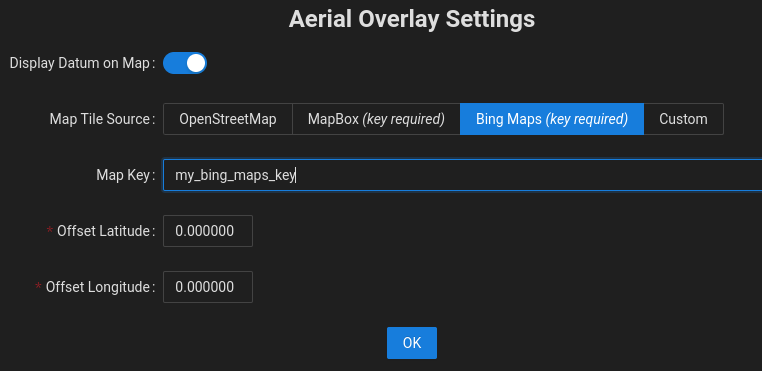 Aerial Overlay Settings
Display Datum on Map:
Map Tile Source: OpenStreetMap MapBox (key required) Bing Maps (key required) Custom
Map Key: my_bing_maps_key
* Offset Latitude: 0.000000
* Offset Longitude: 0.000000
OK